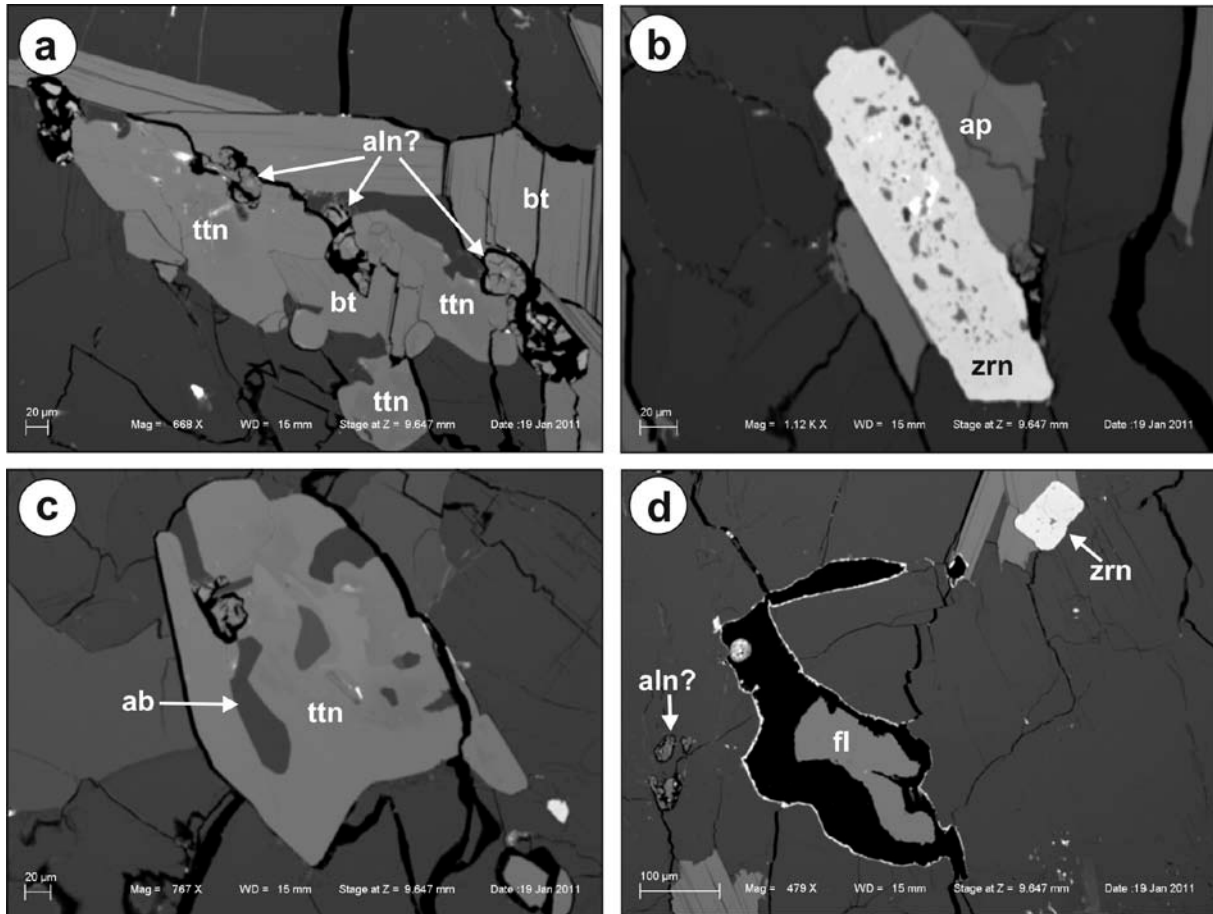 a
aln?
bt
ttn
bt
ttn
ttn
20 µm
Mag = 668 X WD = 15 mm Stage at Z = 9.647 mm Date :19 Jan 2011
b
ap
zrn
20 µm
Mag = 1.12 K X WD = 15 mm Stage at Z = 9.647 mm Date :19 Jan 2011
c
ab
ttn
20 µm
Mag = 767 X WD = 15 mm Stage at Z = 9.647 mm Date :19 Jan 2011
d
zrn
aln?
fl
100 µm
Mag = 479 X WD = 15 mm Stage at Z = 9.647 mm Date :19 Jan 2011